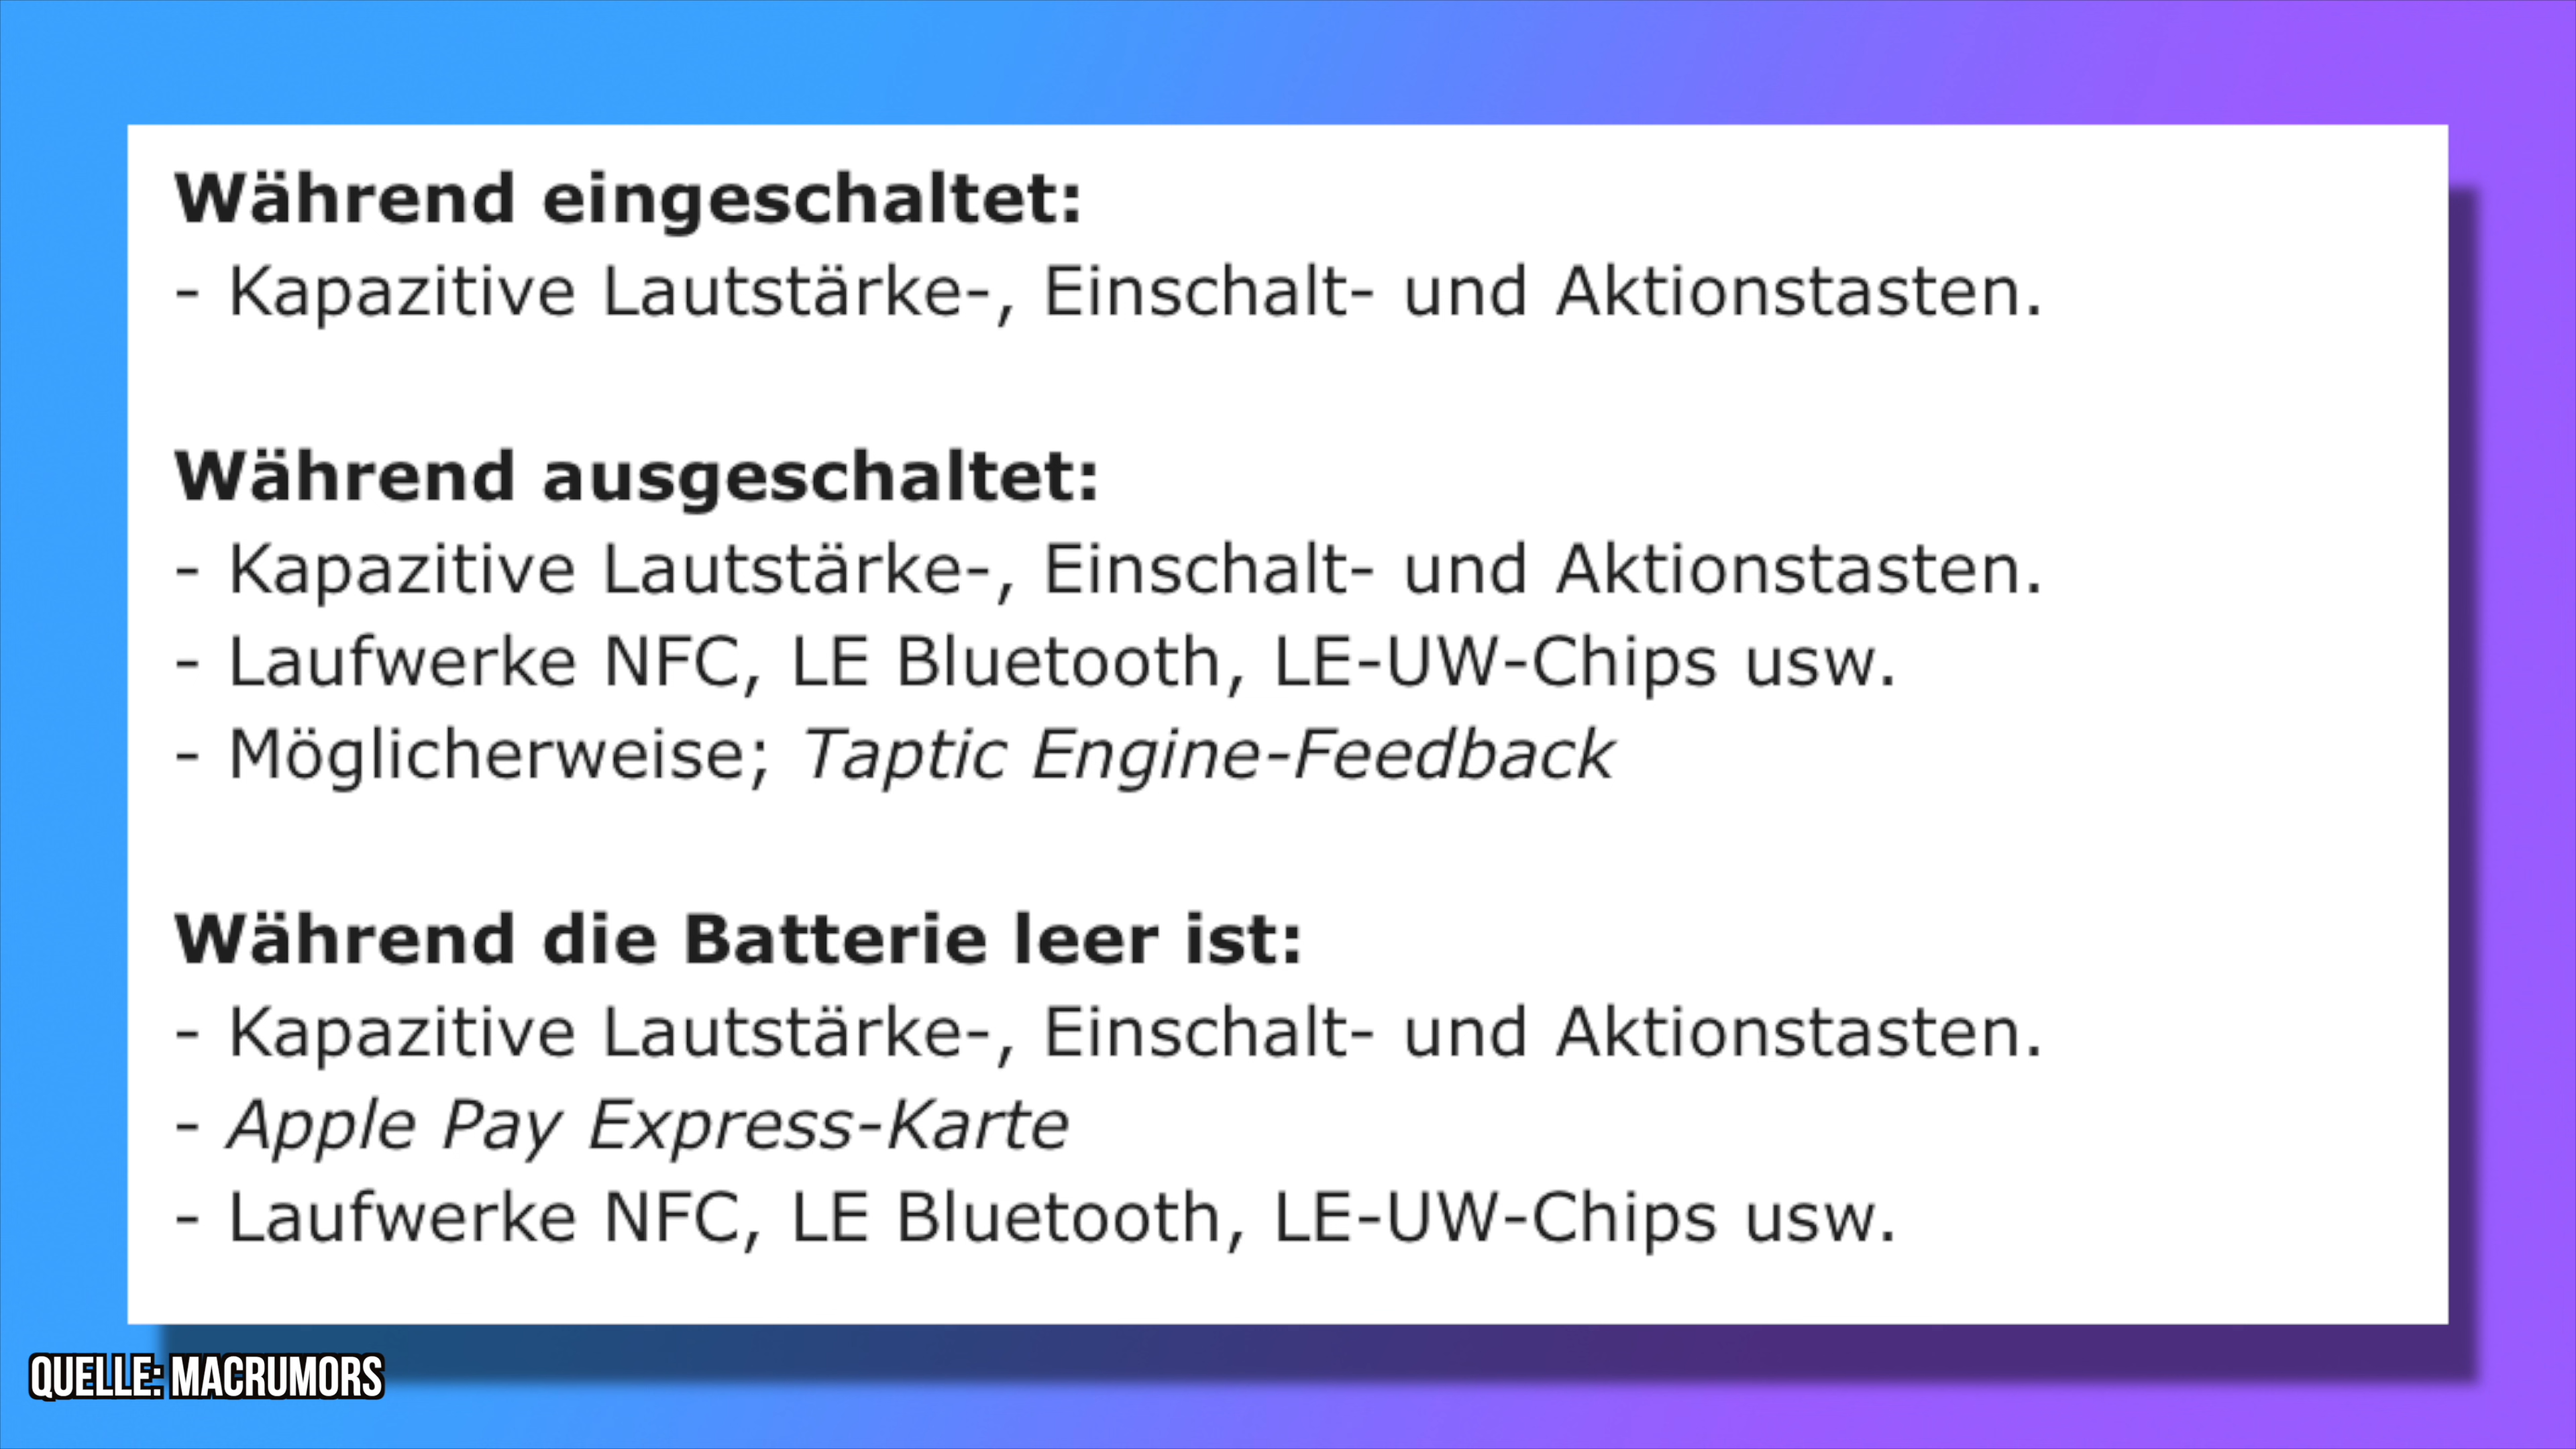 Während eingeschaltet:
- Kapazitive Lautstärke-, Einschalt- und Aktionstasten.
Während ausgeschaltet:
- Kapazitive Lautstärke-, Einschalt- und Aktionstasten.
- Laufwerke NFC, LE Bluetooth, LE-UW-Chips usw.
- Möglicherweise; Taptic Engine-Feedback
Während die Batterie leer ist:
- Kapazitive Lautstärke-, Einschalt- und Aktionstasten.
- Apple Pay Express-Karte
- Laufwerke NFC, LE Bluetooth, LE-UW-Chips usw.
QUELLE: MACRUMORS